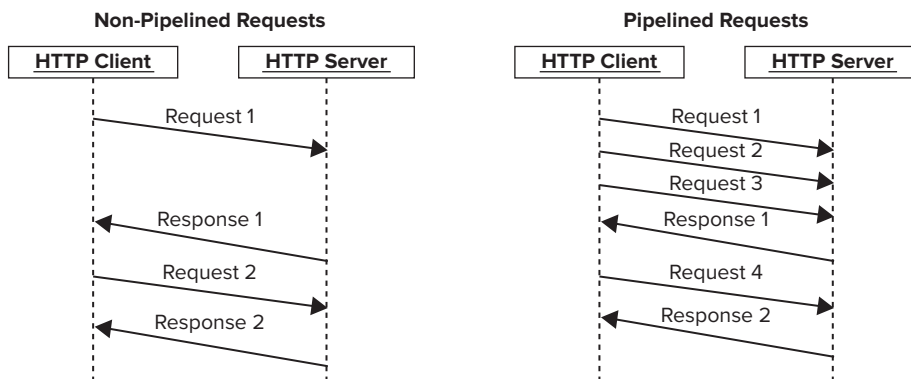 Non-Pipelined Requests
HTTP Client
HTTP Server
Request 1
Response 1
Request 2
Response 2
Pipelined Requests
HTTP Client
HTTP Server
Request 1
Request 2
Request 3
Response 1
Request 4
Response 2